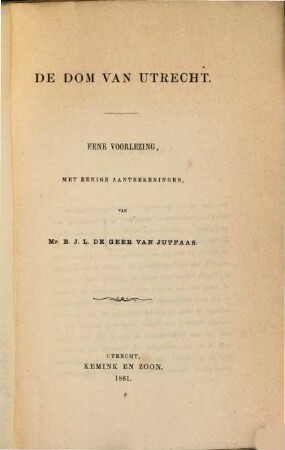 DE DOM VAN UTRECHT.
EENE VOORLEZING,
MET EENIGE AANTEEKENINGEN,
VAN
Mr. B. J. L. DE GEER VAN JUTFAAS.
UTRECHT,
KEMINK EN ZOON.
1861.